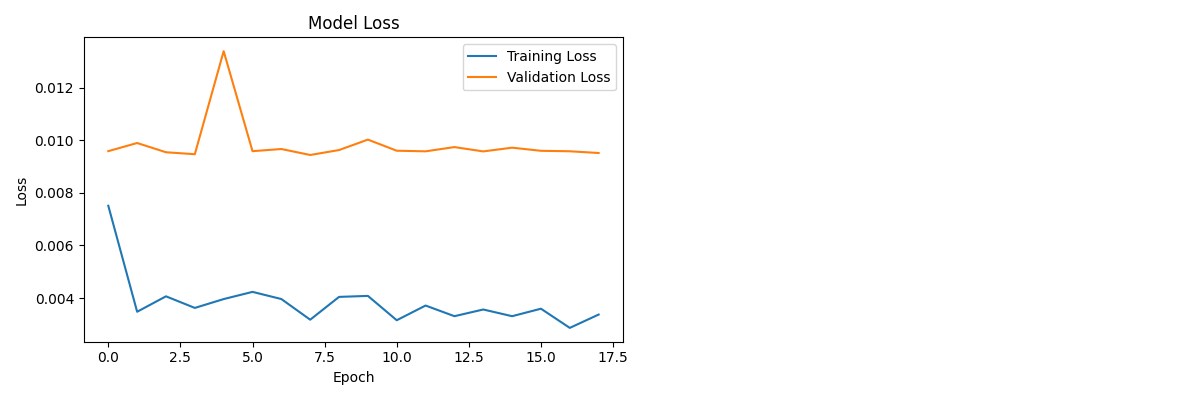 Model Loss
Training Loss
Validation Loss
0.012
0.010
0.008
0.006
0.004
Loss
0.0 2.5 5.0 7.5 10.0 12.5 15.0 17.5
Epoch